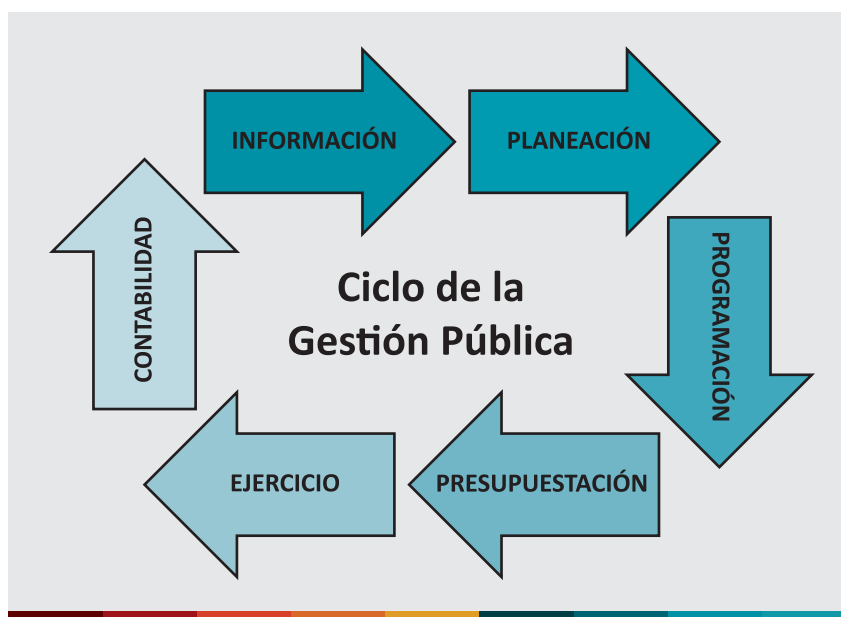 INFORMACIÓN
PLANEACIÓN
PROGRAMACIÓN
PRESUPUESTACIÓN
EJERCICIO
CONTABILIDAD
Ciclo de la
Gestión Pública